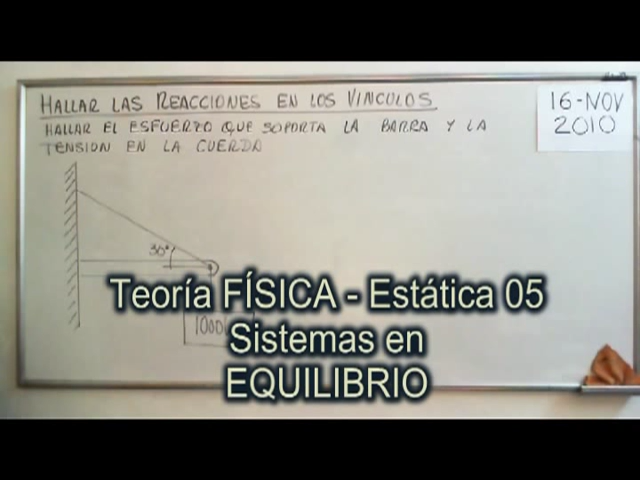 HALLAR LAS REACCIONES EN LOS VINCULOS
HALLAR EL ESFUERZO QUE SOPORTA LA BARRA Y LA
TENSION EN LA CUERDA
16-NOV
2010
30°
Teoría FÍSICA - Estática 05
Sistemas en
EQUILIBRIO